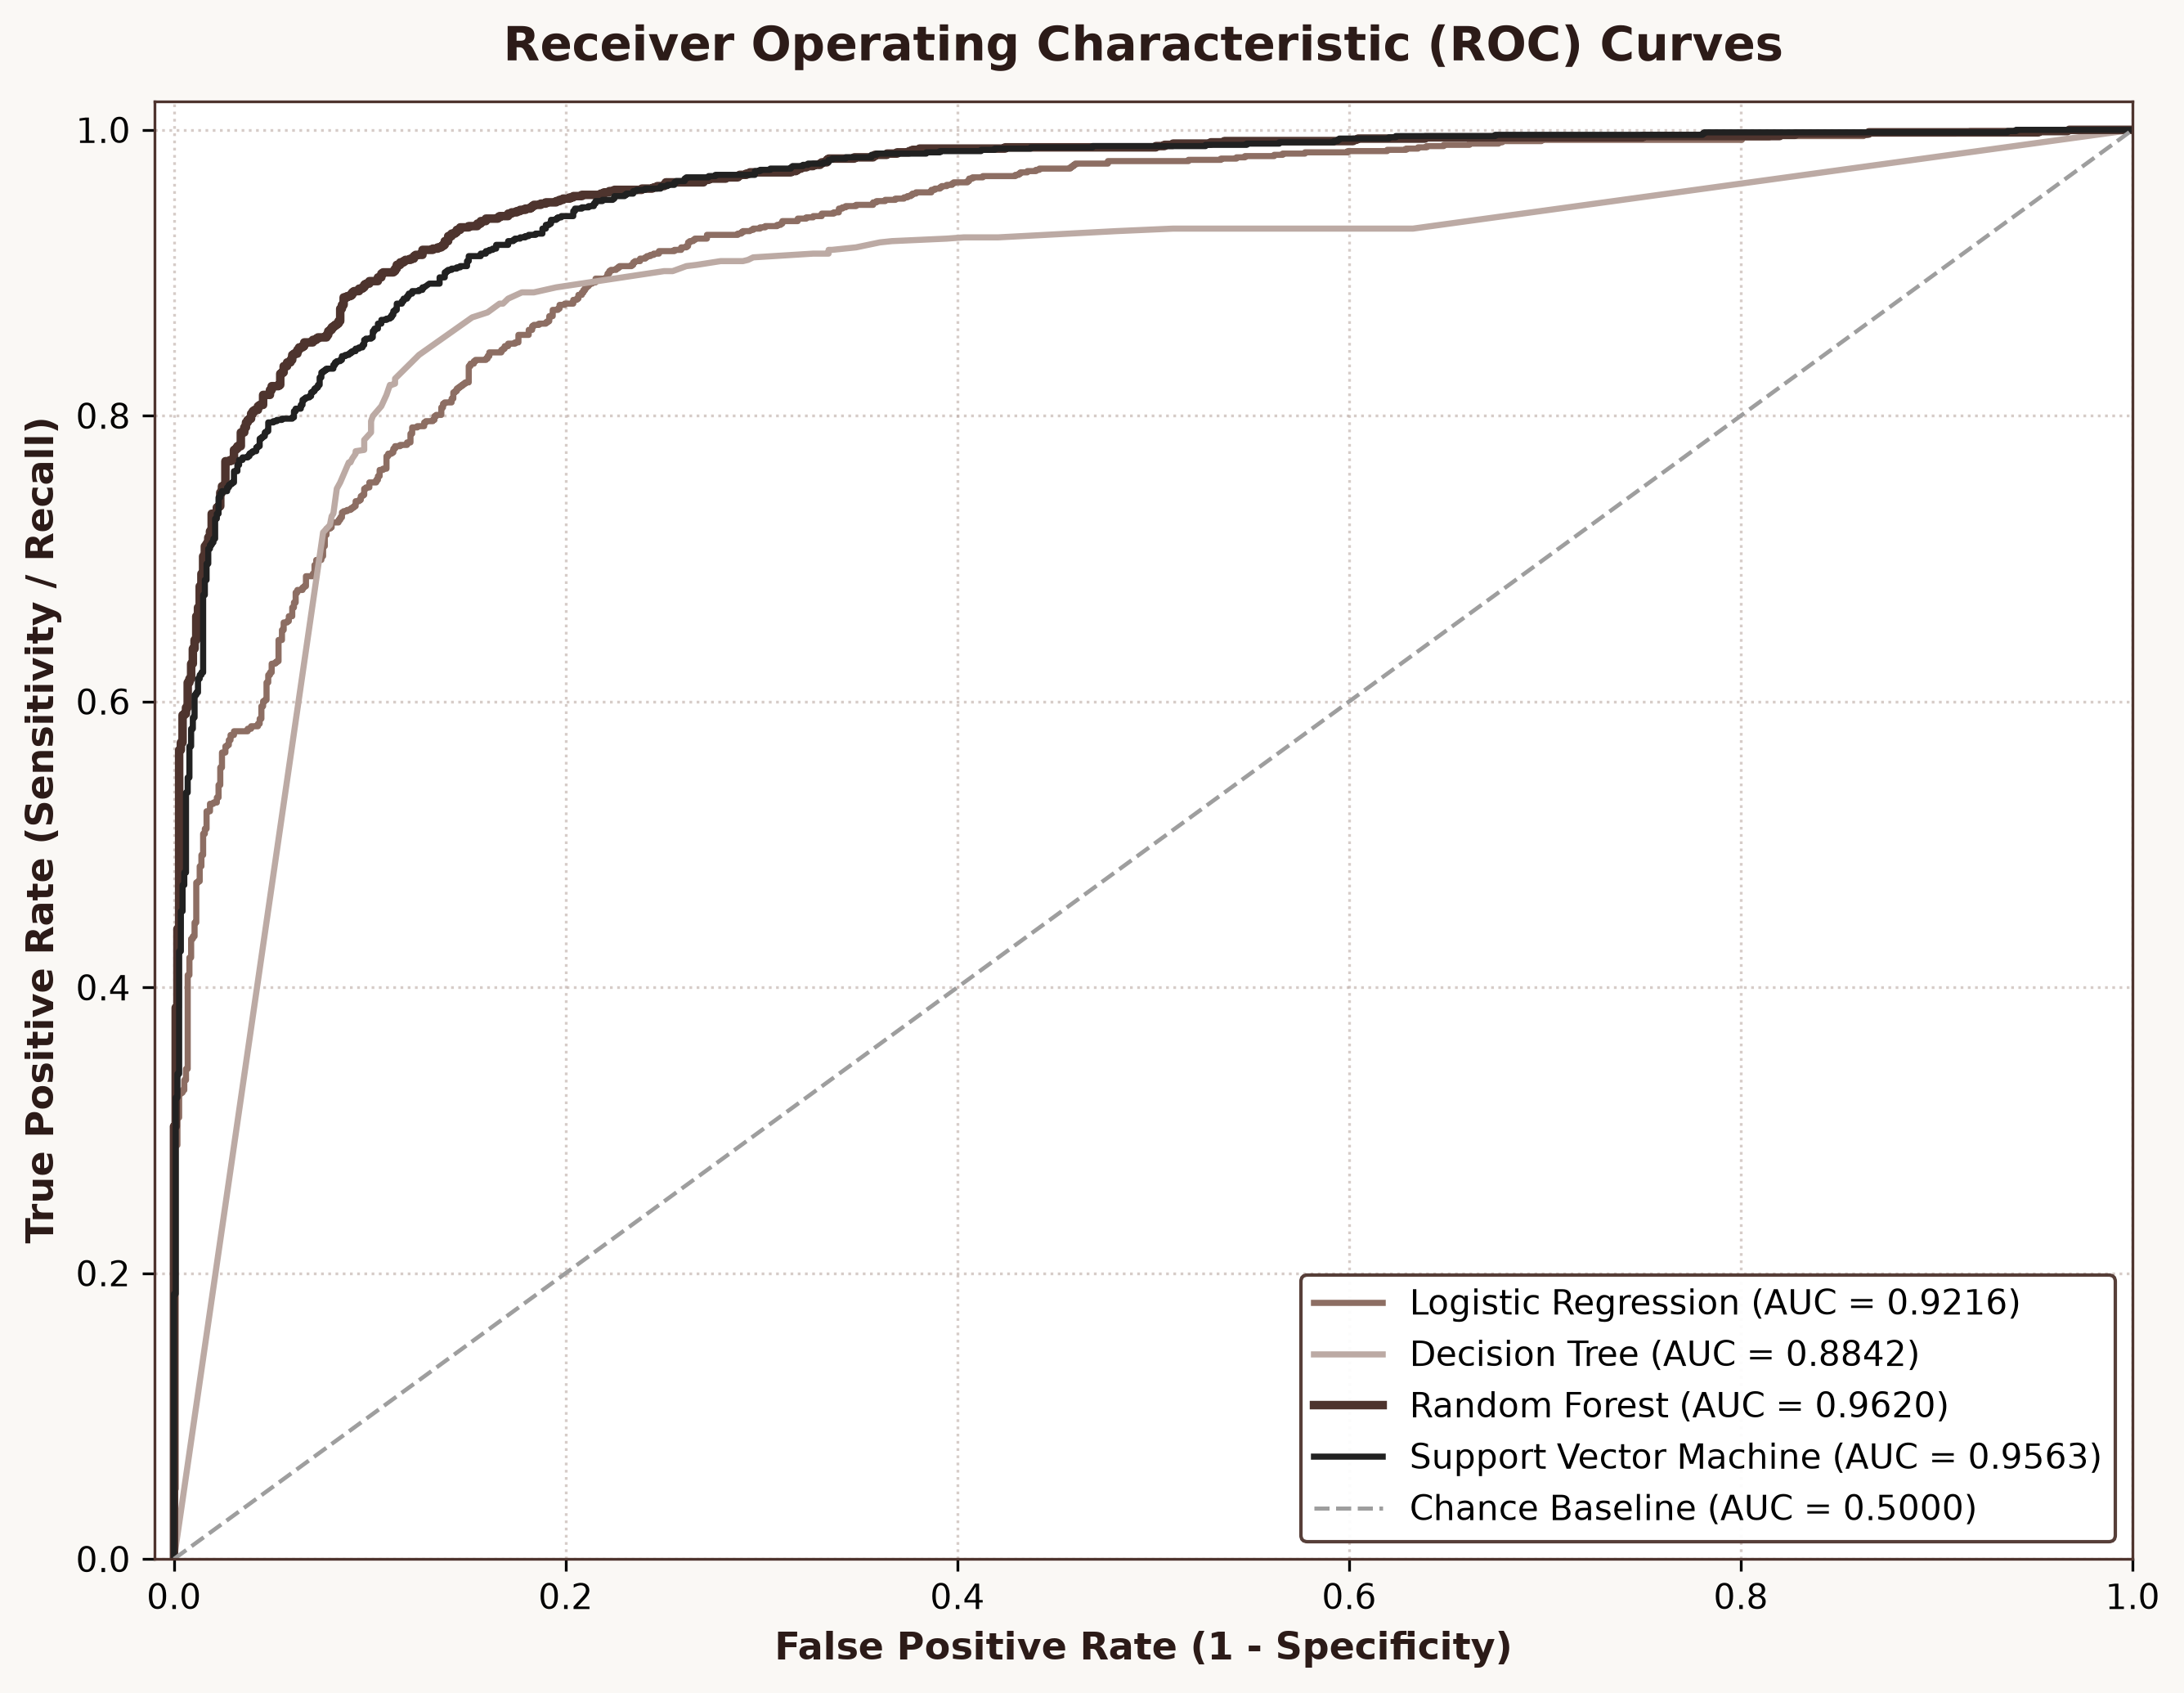 Receiver Operating Characteristic (ROC) Curves
True Positive Rate (Sensitivity / Recall)
1.0
0.8
0.6
0.4
0.2
0.0
Logistic Regression (AUC = 0.9216)
Decision Tree (AUC = 0.8842)
Random Forest (AUC = 0.9620)
Support Vector Machine (AUC = 0.9563)
Chance Baseline (AUC = 0.5000)
0.0 0.2 0.4 0.6 0.8 1.0
False Positive Rate (1 - Specificity)